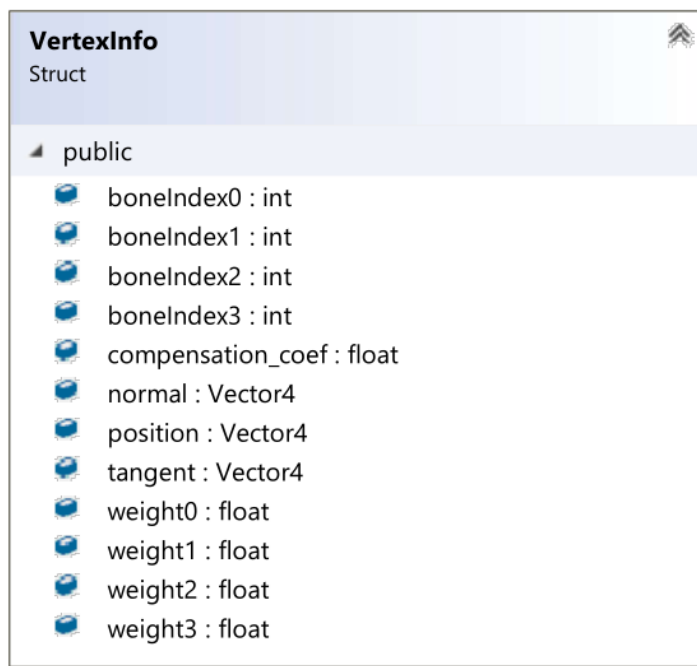 VertexInfo
Struct
public
boneIndex0 : int
boneIndex1 : int
boneIndex2 : int
boneIndex3 : int
compensation_coef : float
normal : Vector4
position : Vector4
tangent : Vector4
weight0 : float
weight1 : float
weight2 : float
weight3 : float